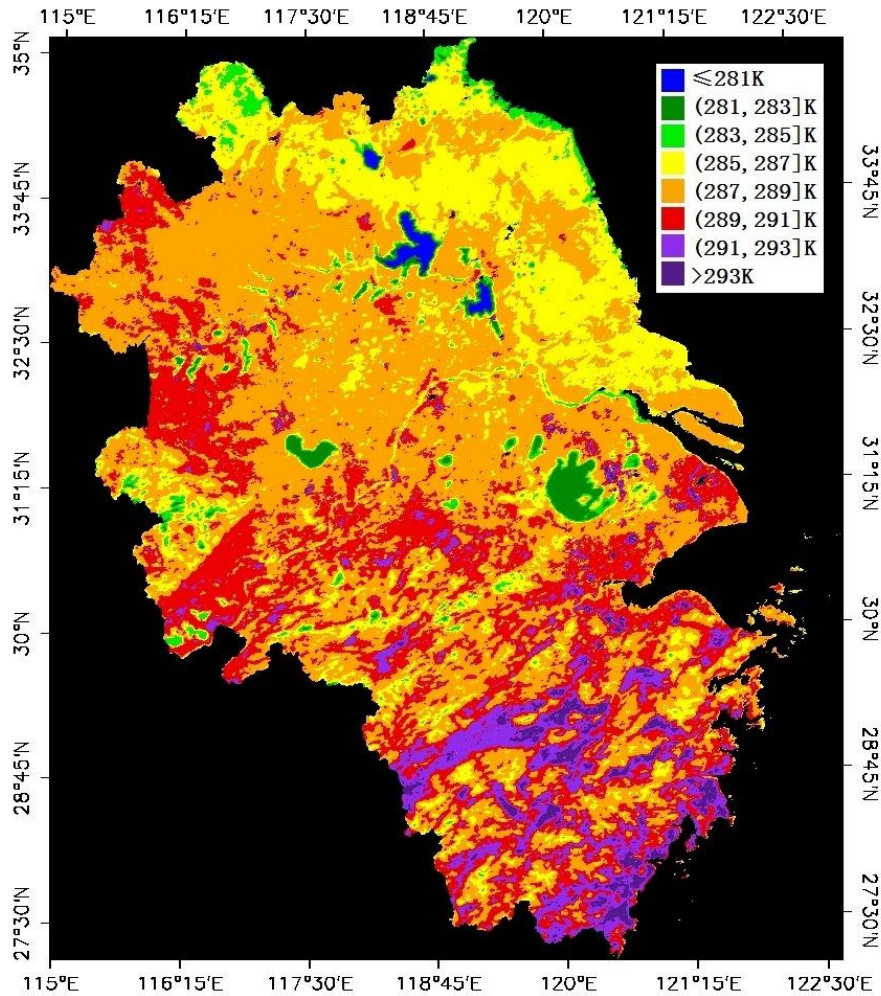 115°E 116°15'E 117°30'E 118°45'E 120°E 121°15'E 122°30'E
35°N
33°45'N
32°30'N
31°15'N
30°N
28°45'N
27°30'N
≤281K
(281, 283]K
(283, 285]K
(285, 287]K
(287, 289]K
(289, 291]K
(291, 293]K
>293K
33°45'N
32°30'N
31°15'N
30°N
28°45'N
27°30'N
115°E 116°15'E 117°30'E 118°45'E 120°E 121°15'E 122°30'E